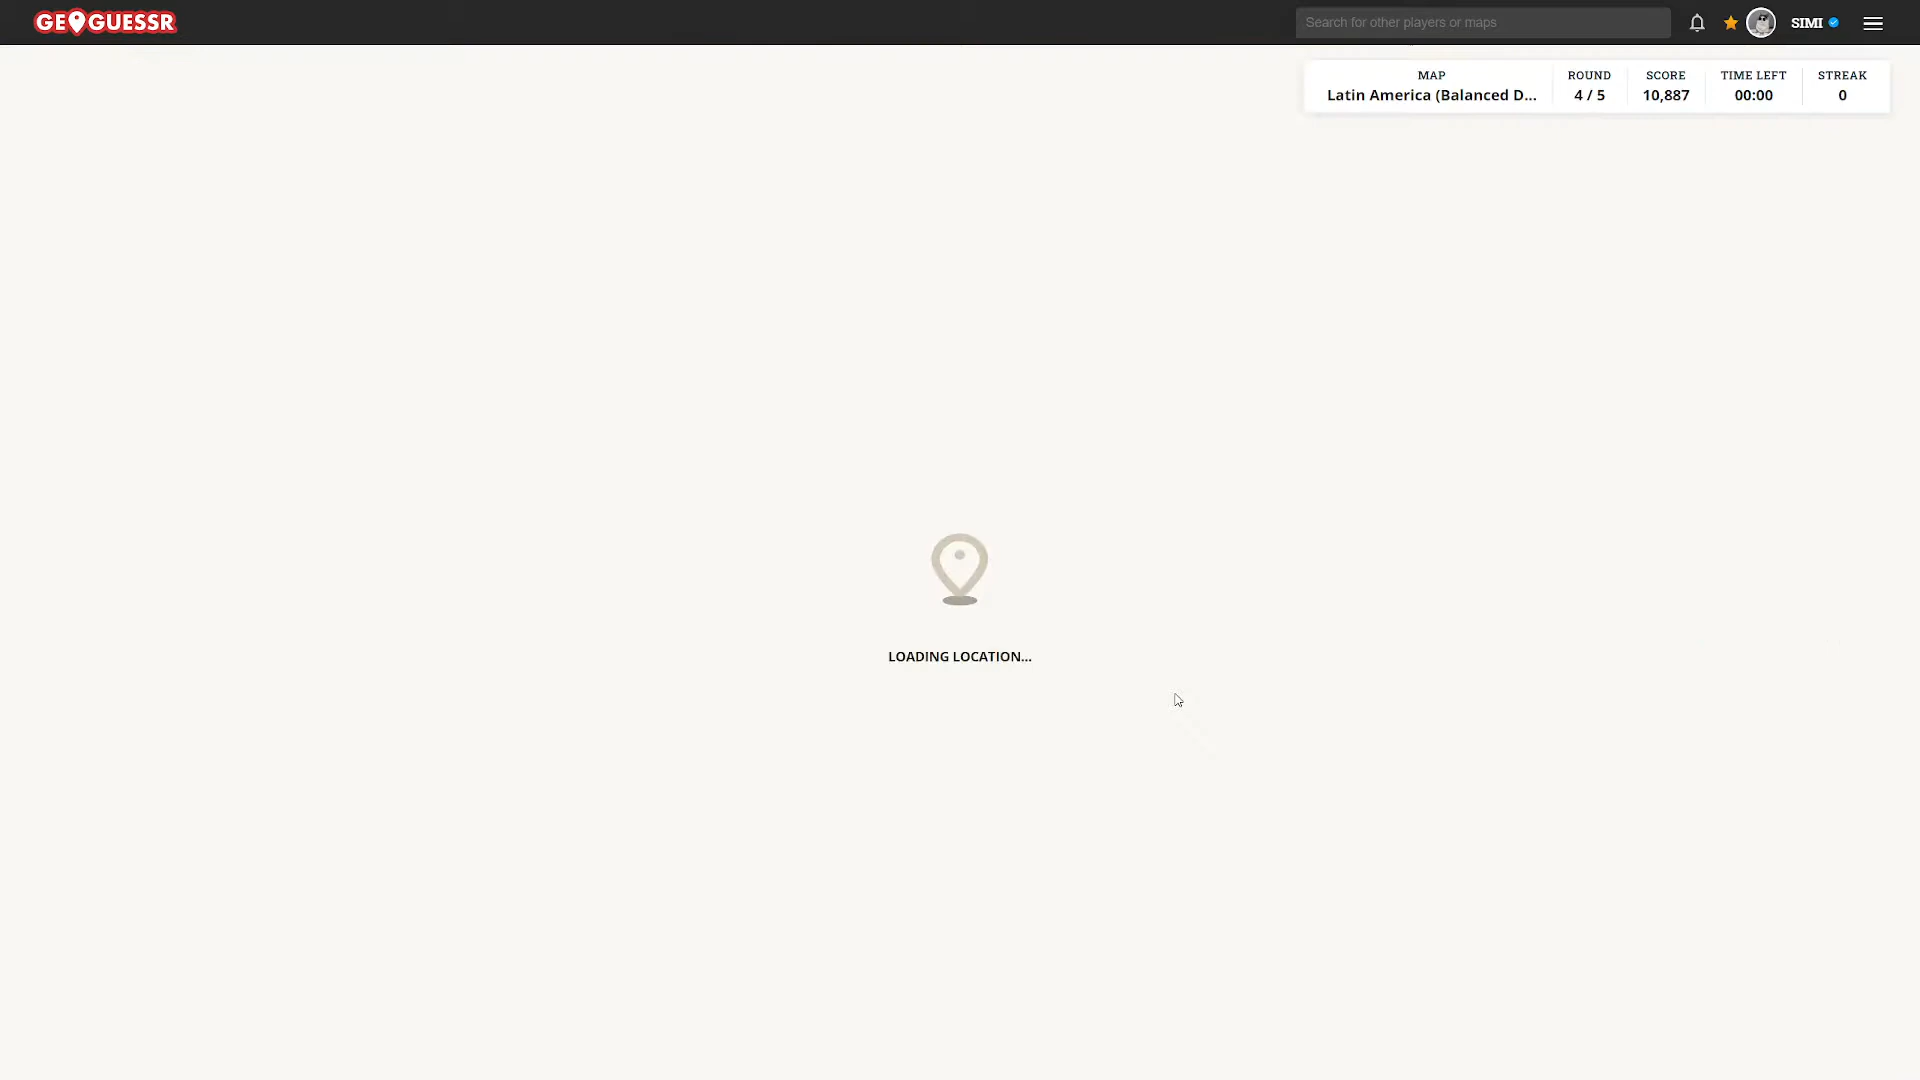 GEOGUESSR
Search for other players or maps
SIMI
MAP ROUND SCORE TIME LEFT STREAK
Latin America (Balanced D... 4 / 5 10,887 00:00 0
LOADING LOCATION...